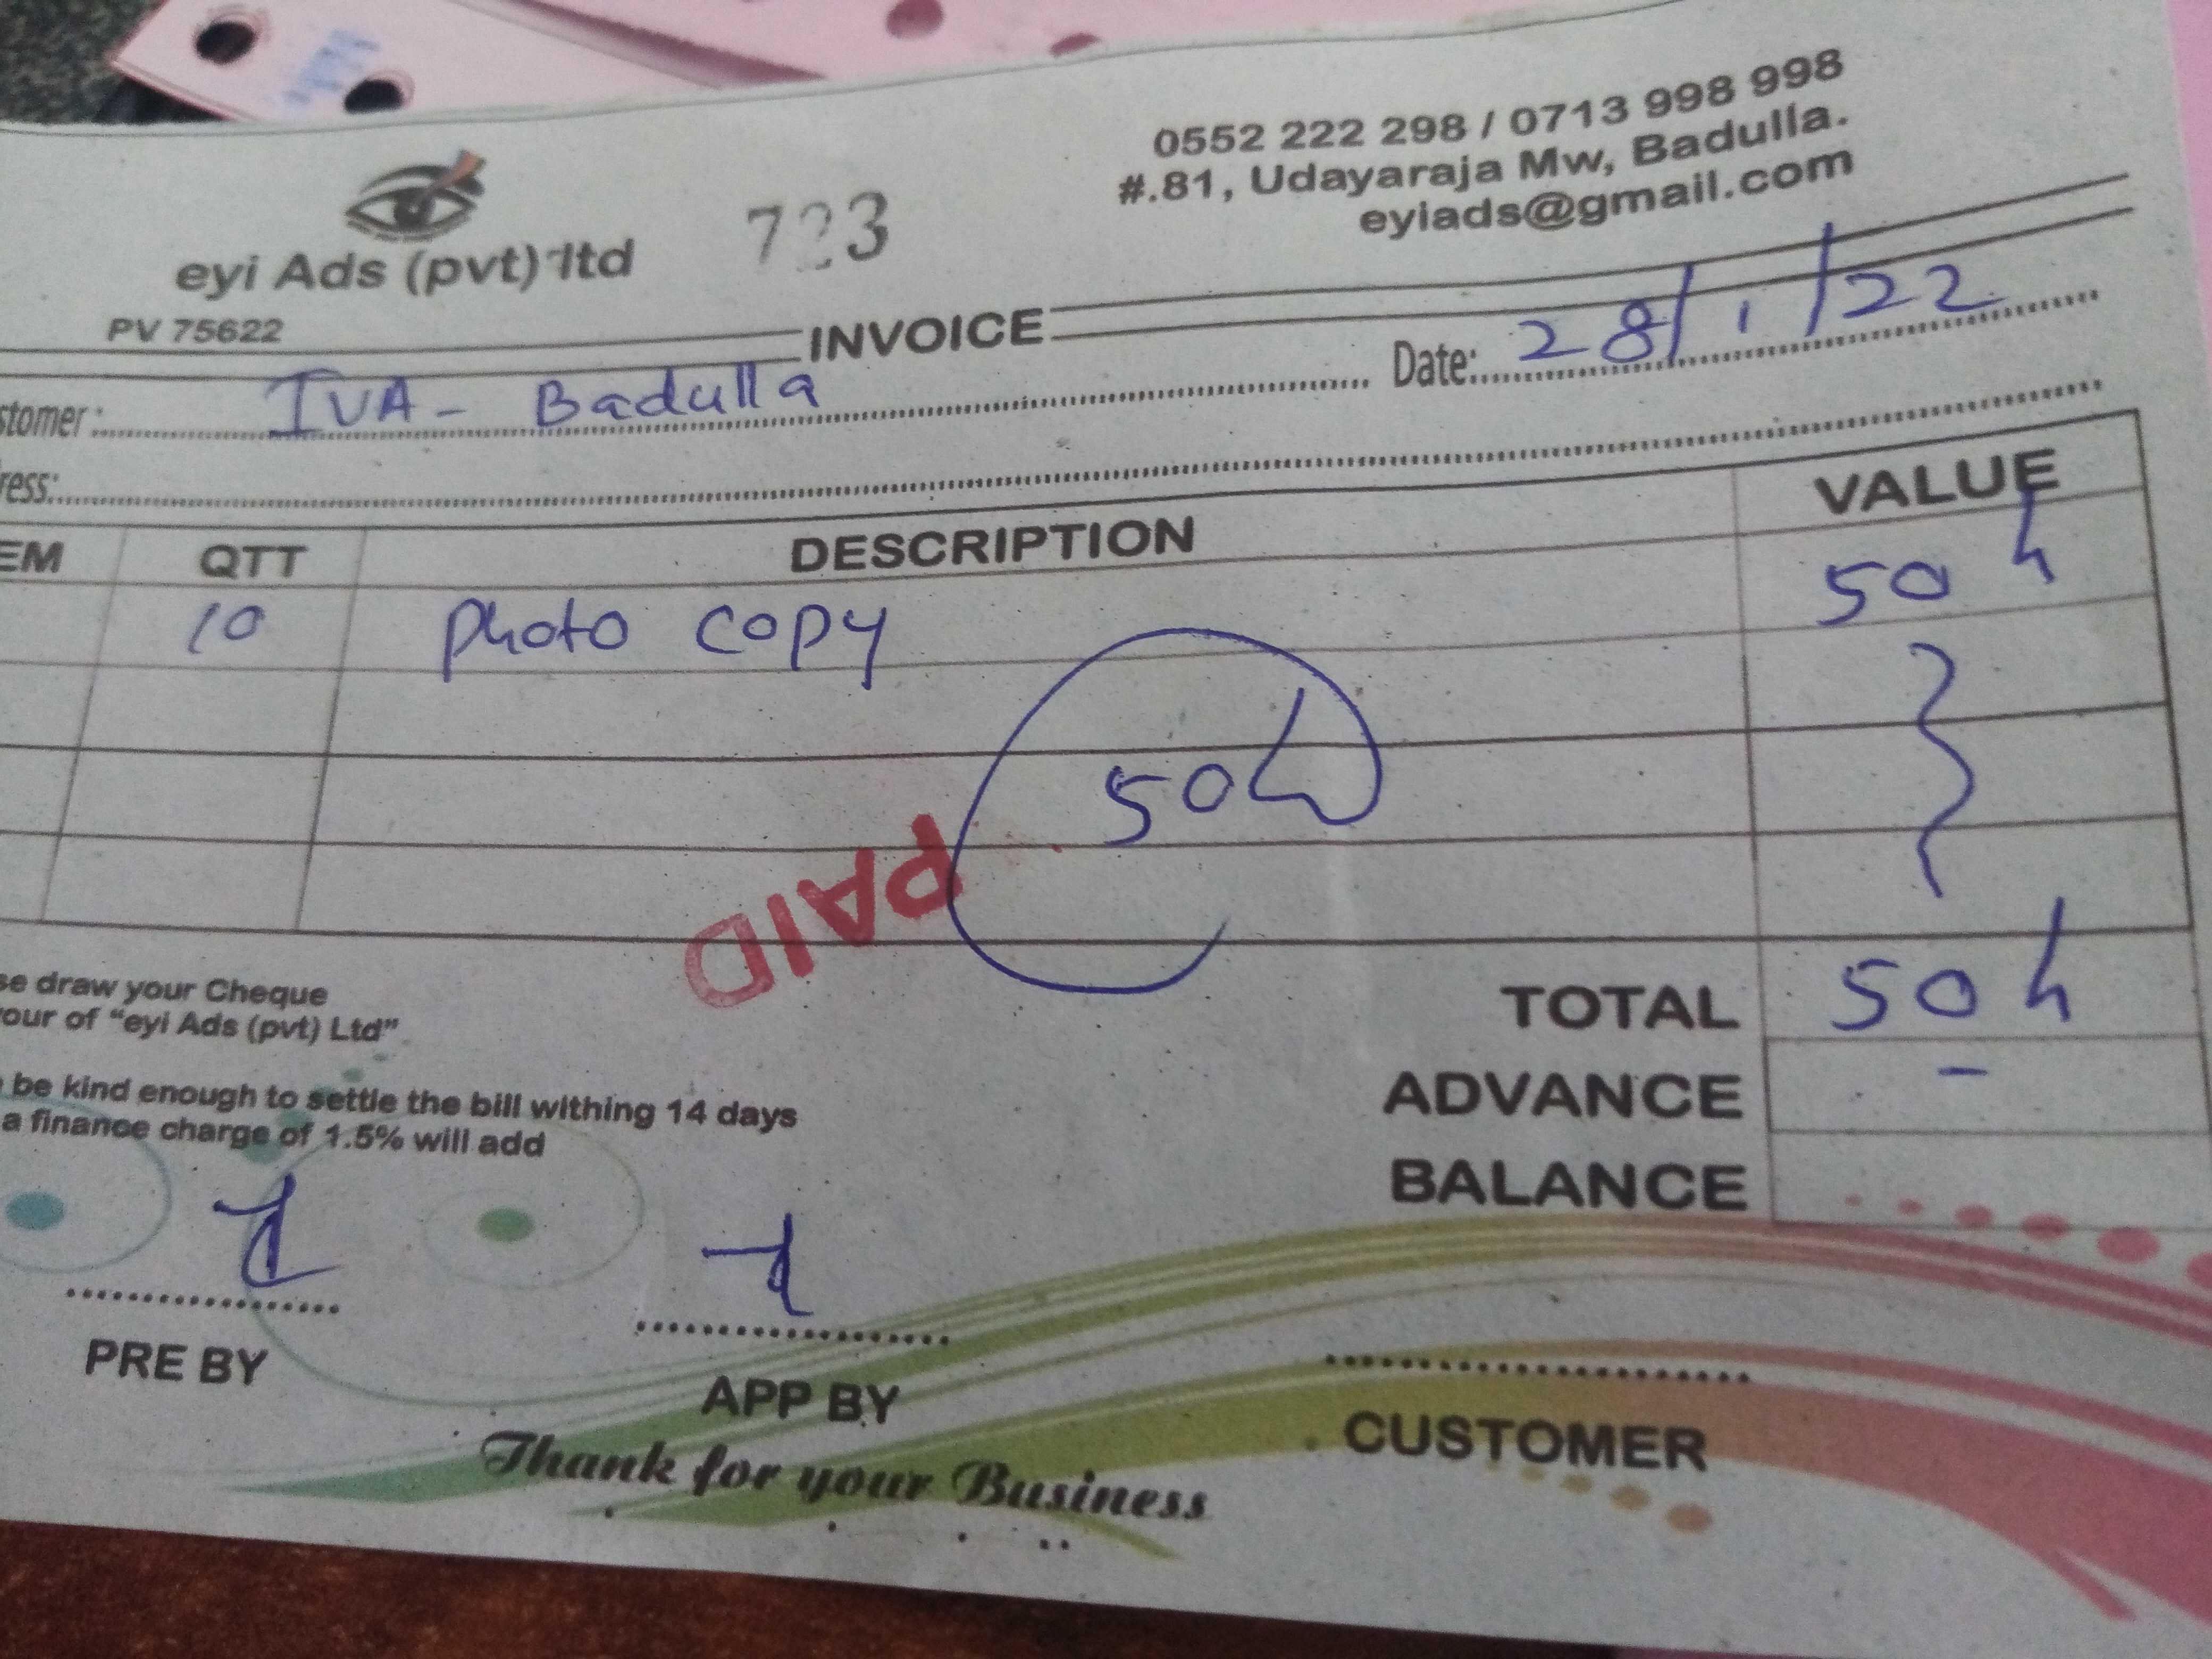 0552 222 298 / 0713 998 998
#.81, Udayaraja Mw, Badulla.
eyiads@gmail.com
eyi Ads (pvt) ltd
PV 75622
INVOICE
stomer: IVA - Badulla Date: 28/1/22
ress:
EM QTT DESCRIPTION VALUE
10 photo copy 50
50
PAID
se draw your Cheque
our of "eyi Ads (pvt) Ltd"
be kind enough to settle the bill withing 14 days
a finance charge of 1.5% will add
TOTAL 50
ADVANCE -
BALANCE
PRE BY
APP BY
CUSTOMER
Thank for your Business